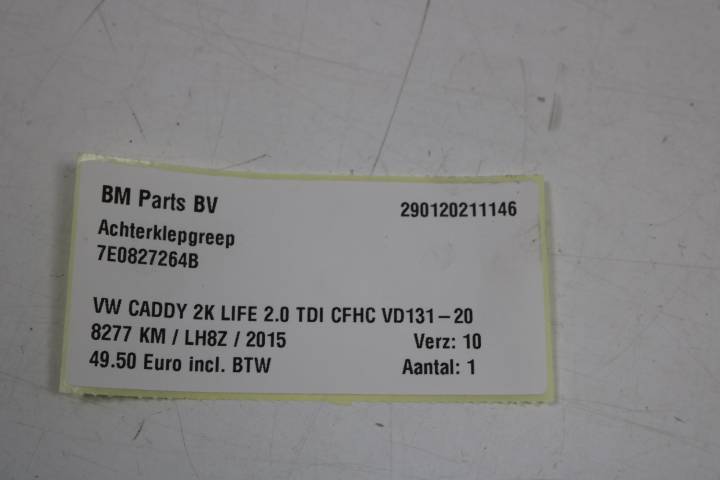 BM Parts BV 290120211146
Achterklepgreep
7E0827264B
VW CADDY 2K LIFE 2.0 TDI CFHC VD131-20
8277 KM / LH8Z / 2015 Verz: 10
49.50 Euro incl. BTW Aantal: 1